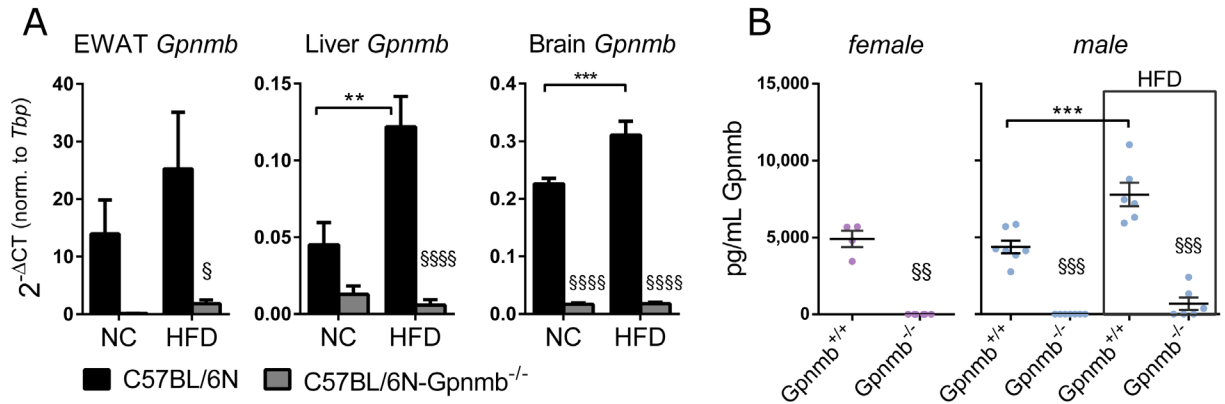 A
EWAT Gpnmb
Liver Gpnmb
Brain Gpnmb
2^-ΔCT (norm. to Tbp)
40
30
20
10
0
NC HFD
§
0.15
0.10
0.05
0.00
**
§§§§
NC HFD
0.4
0.3
0.2
0.1
0.0
***
§§§§ §§§§
NC HFD
C57BL/6N
C57BL/6N-Gpnmb-/-
B
female
male
pg/mL Gpnmb
15,000
10,000
5,000
0
§§
Gpnmb+/+
Gpnmb-/-
HFD
***
§§§
§§§
Gpnmb+/+
Gpnmb-/-
Gpnmb+/+
Gpnmb-/-